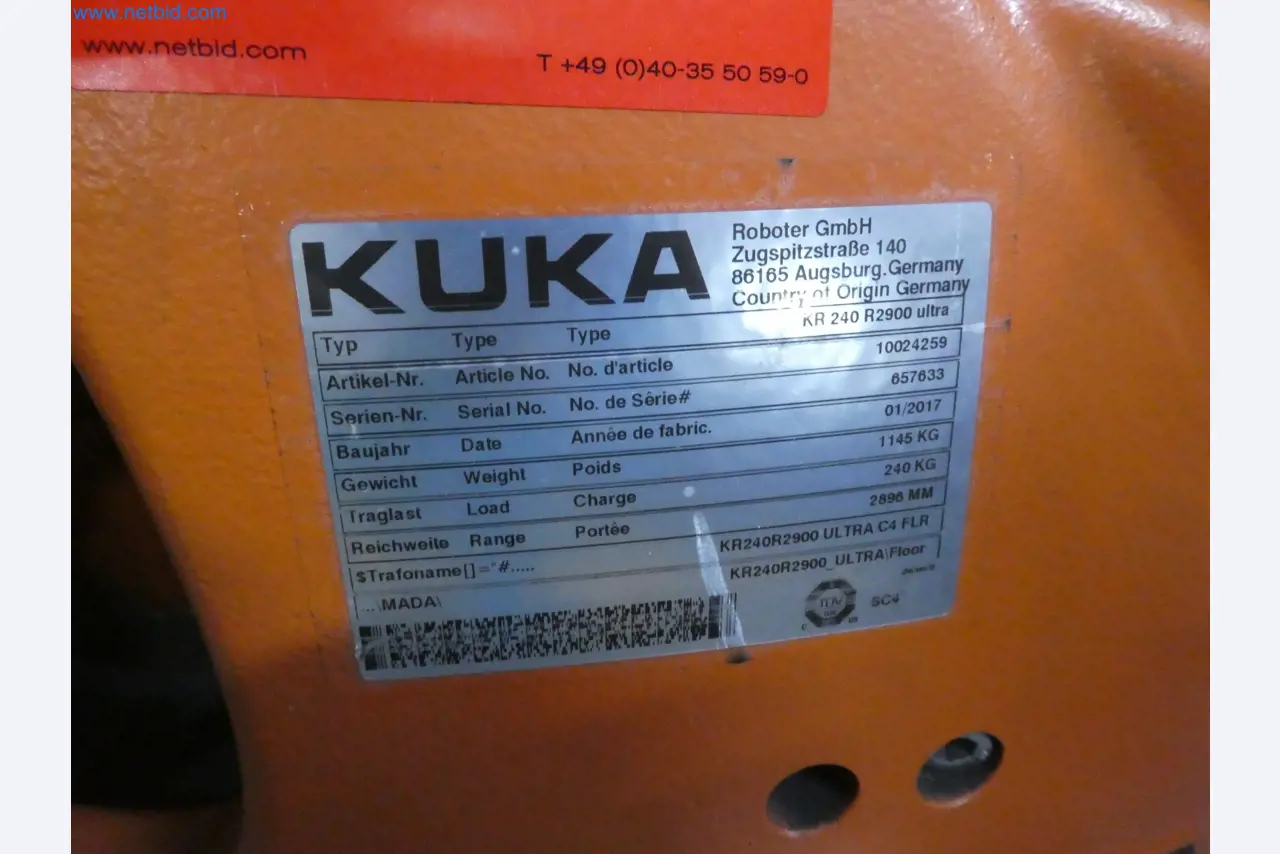 www.netbid.com
www.netbid.com
T +49 (0)40-35 50 59-0
KUKA
Roboter GmbH
Zugspitzstraße 140
86165 Augsburg.Germany
Country of Origin Germany
Typ Type Type KR 240 R2900 ultra
Artikel-Nr. Article No. No. d'article 10024259
Serien-Nr. Serial No. No. de Série# 657633
Baujahr Date Année de fabric. 01/2017
Gewicht Weight Poids 1145 KG
Traglast Load Charge 240 KG
Reichweite Range Portée 2896 MM
$Trafoname[]="#..... KR240R2900 ULTRA C4 FLR
...\MADA\ KR240R2900_ULTRA\Floor
TÜV
SC4